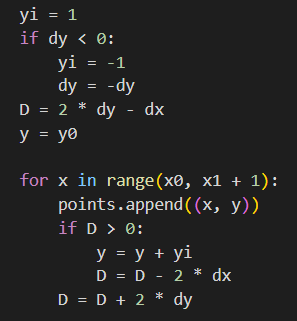 yi = 1
if dy < 0:
    yi = -1
    dy = -dy
D = 2 * dy - dx
y = y0

for x in range(x0, x1 + 1):
    points.append((x, y))
    if D > 0:
        y = y + yi
        D = D - 2 * dx
    D = D + 2 * dy